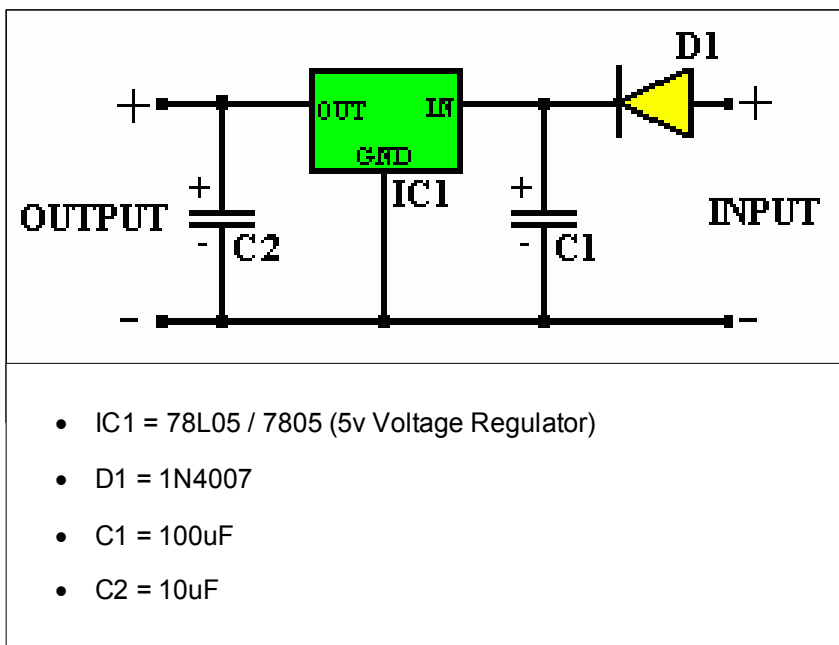 D1
+ OUT IN +
GND
+ IC1 +
OUTPUT INPUT
- C2 - C1
- -
• IC1 = 78L05 / 7805 (5v Voltage Regulator)
• D1 = 1N4007
• C1 = 100uF
• C2 = 10uF